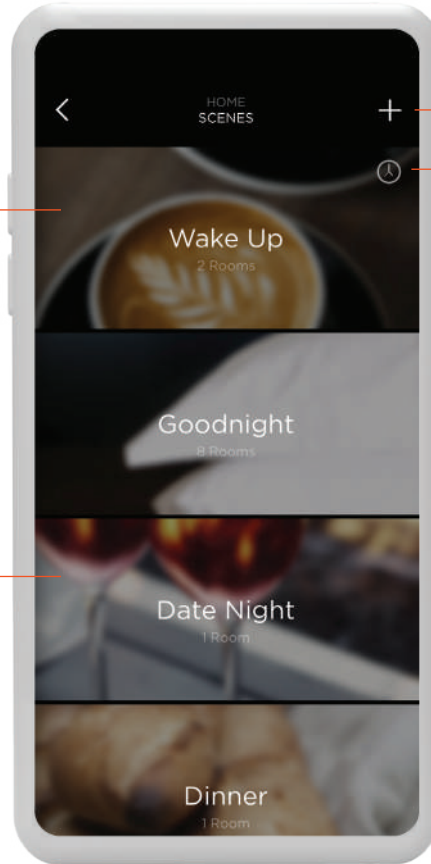 HOME
SCENES
Wake Up
2 Rooms
Goodnight
8 Rooms
Date Night
1 Room
Dinner
1 Room